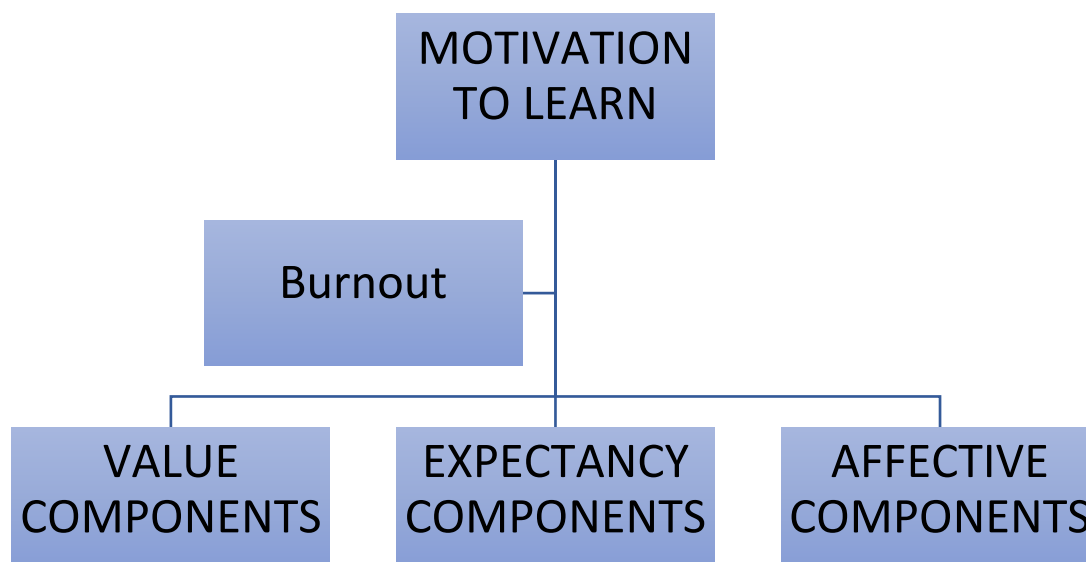 MOTIVATION
TO LEARN
Burnout
VALUE
COMPONENTS
EXPECTANCY
COMPONENTS
AFFECTIVE
COMPONENTS